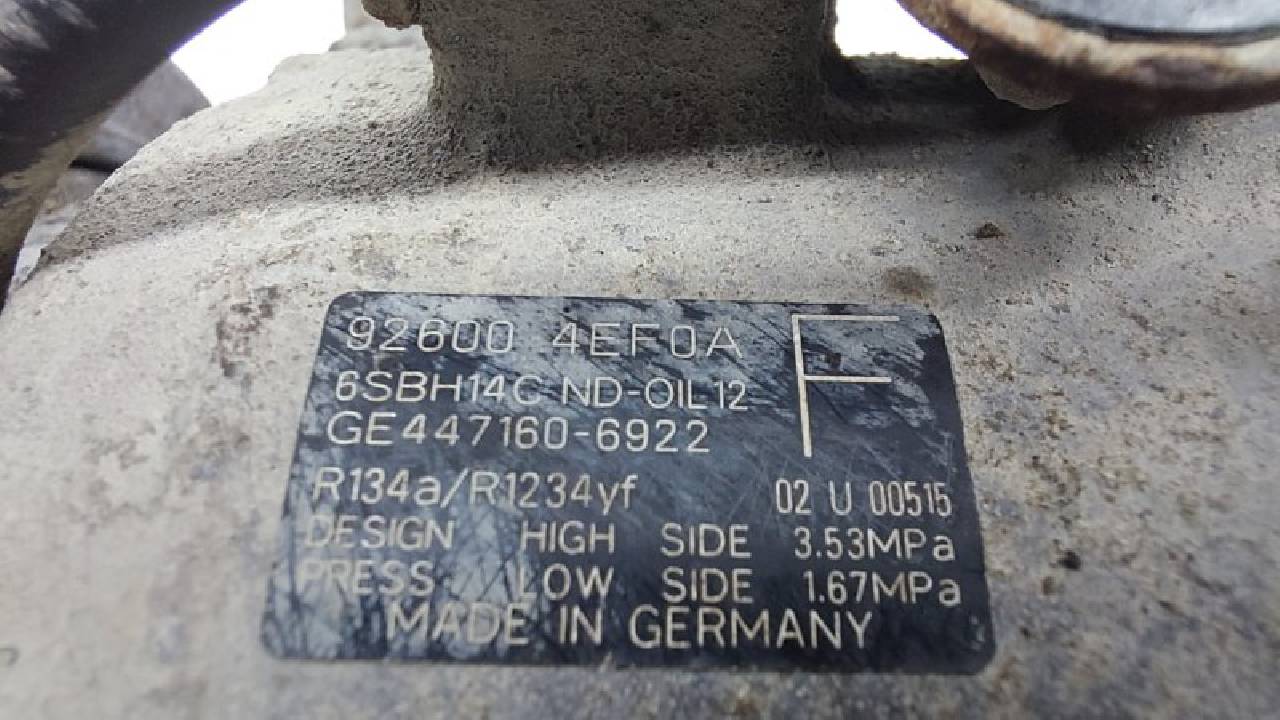 92600 4EF0A
F
6SBH14C ND-OIL12
GE447160-6922
R134a/R1234yf 02 U 00515
DESIGN HIGH SIDE 3.53MPa
PRESS. LOW SIDE 1.67MPa
MADE IN GERMANY